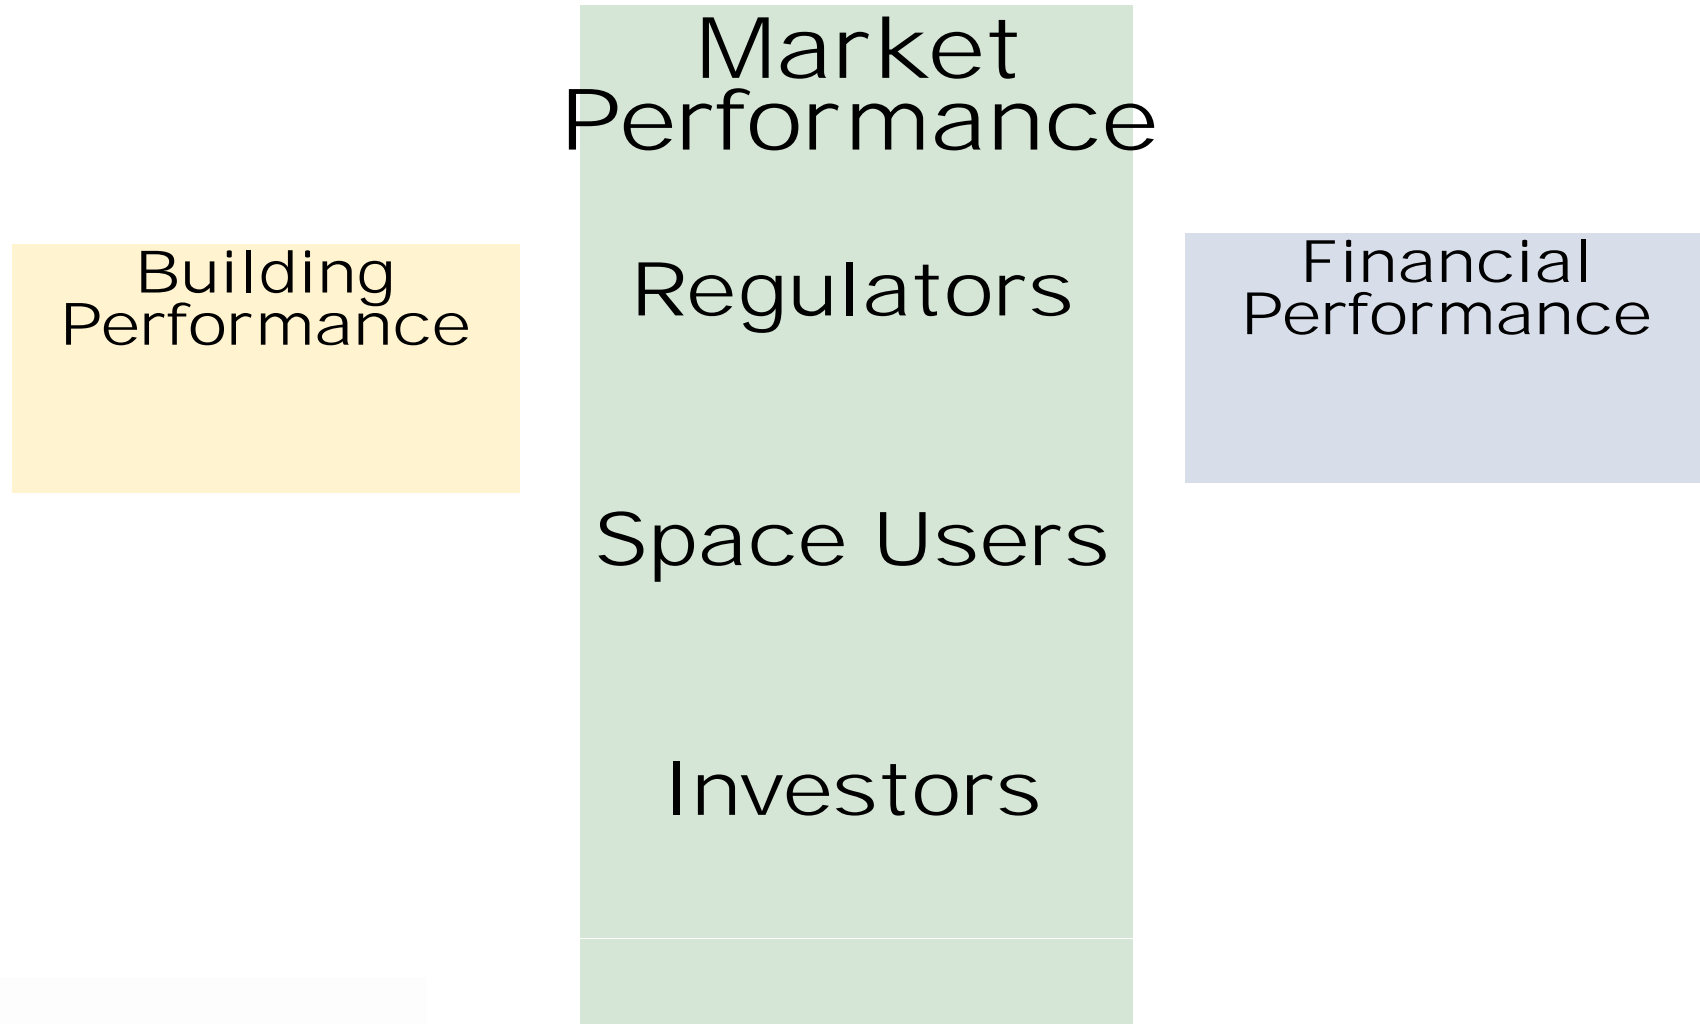 Market
Performance
Building
Performance
Regulators
Space Users
Investors
Financial
Performance